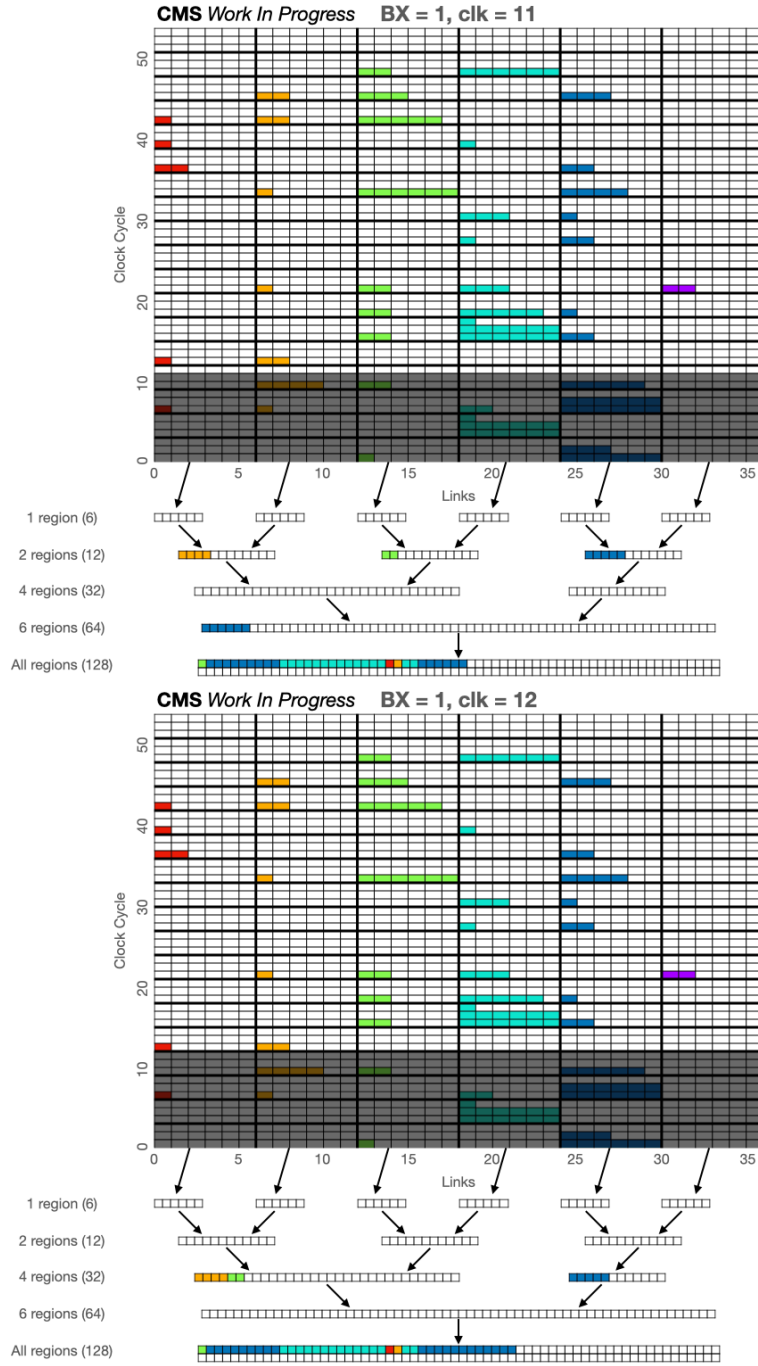 CMS Work In Progress BX = 1, clk = 11
50
40
30
20
10
0
Clock Cycle
0 5 10 15 20 25 30 35
Links
1 region (6)
2 regions (12)
4 regions (32)
6 regions (64)
All regions (128)
CMS Work In Progress BX = 1, clk = 12
50
40
30
20
10
0
Clock Cycle
0 5 10 15 20 25 30 35
Links
1 region (6)
2 regions (12)
4 regions (32)
6 regions (64)
All regions (128)